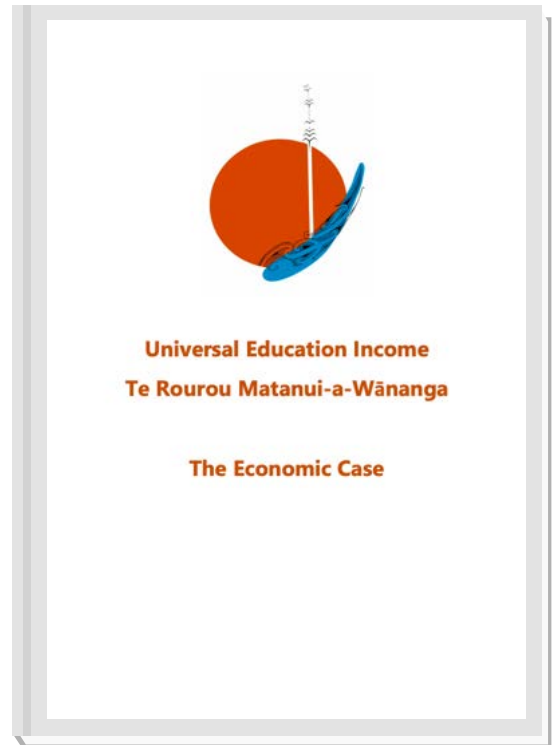 Universal Education Income
Te Rourou Matanui-a-Wānanga
The Economic Case